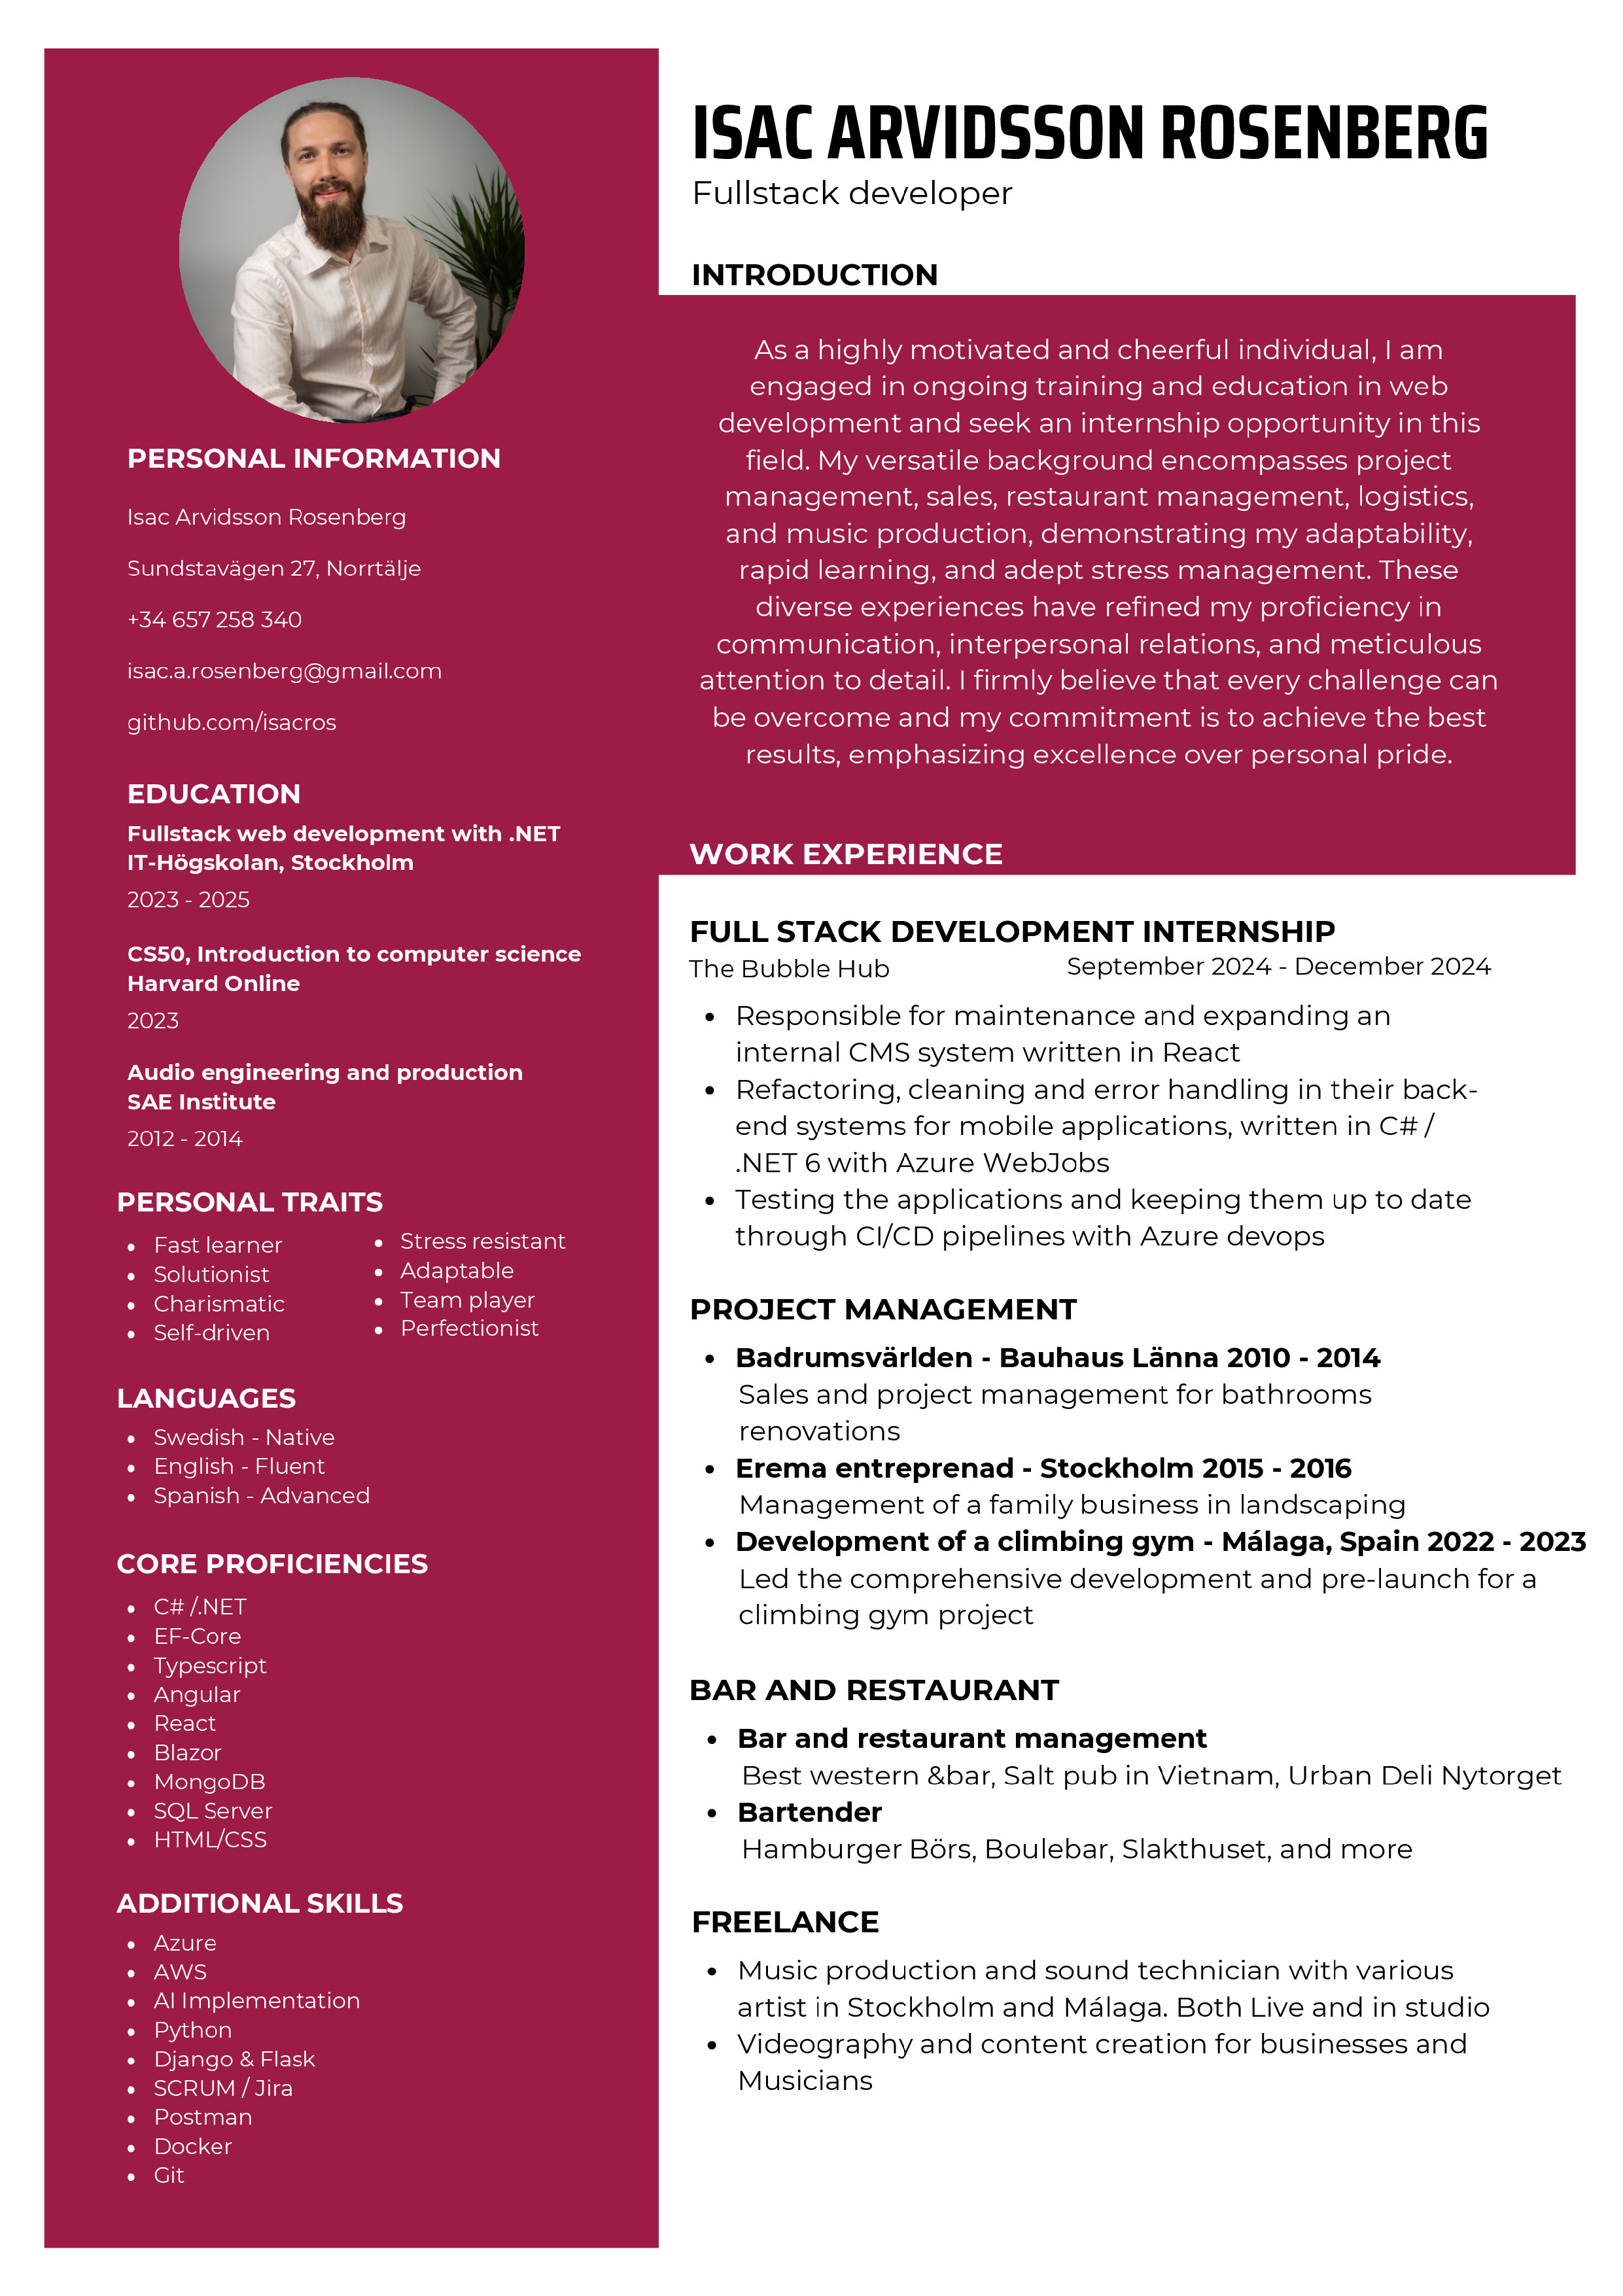 ISAC ARVIDSSON ROSENBERG
Fullstack developer
PERSONAL INFORMATION
Isac Arvidsson Rosenberg
Sundstavägen 27, Norrtälje
+34 657 258 340
isac.a.rosenberg@gmail.com
github.com/isacros
EDUCATION
Fullstack web development with .NET
IT-Högskolan, Stockholm
2023 - 2025
CS50, Introduction to computer science
Harvard Online
2023
Audio engineering and production
SAE Institute
2012 - 2014
PERSONAL TRAITS
• Fast learner
• Solutionist
• Charismatic
• Self-driven
• Stress resistant
• Adaptable
• Team player
• Perfectionist
LANGUAGES
• Swedish - Native
• English - Fluent
• Spanish - Advanced
CORE PROFICIENCIES
• C# /.NET
• EF-Core
• Typescript
• Angular
• React
• Blazor
• MongoDB
• SQL Server
• HTML/CSS
ADDITIONAL SKILLS
• Azure
• AWS
• AI Implementation
• Python
• Django & Flask
• SCRUM / Jira
• Postman
• Docker
• Git
INTRODUCTION
As a highly motivated and cheerful individual, I am
engaged in ongoing training and education in web
development and seek an internship opportunity in this
field. My versatile background encompasses project
management, sales, restaurant management, logistics,
and music production, demonstrating my adaptability,
rapid learning, and adept stress management. These
diverse experiences have refined my proficiency in
communication, interpersonal relations, and meticulous
attention to detail. I firmly believe that every challenge can
be overcome and my commitment is to achieve the best
results, emphasizing excellence over personal pride.
WORK EXPERIENCE
FULL STACK DEVELOPMENT INTERNSHIP
The Bubble Hub September 2024 - December 2024
• Responsible for maintenance and expanding an
internal CMS system written in React
• Refactoring, cleaning and error handling in their back-
end systems for mobile applications, written in C# /
.NET 6 with Azure WebJobs
• Testing the applications and keeping them up to date
through CI/CD pipelines with Azure devops
PROJECT MANAGEMENT
• Badrumsvärlden - Bauhaus Länna 2010 - 2014
Sales and project management for bathrooms
renovations
• Erema entreprenad - Stockholm 2015 - 2016
Management of a family business in landscaping
• Development of a climbing gym - Málaga, Spain 2022 - 2023
Led the comprehensive development and pre-launch for a
climbing gym project
BAR AND RESTAURANT
• Bar and restaurant management
Best western &bar, Salt pub in Vietnam, Urban Deli Nytorget
• Bartender
Hamburger Börs, Boulebar, Slakthuset, and more
FREELANCE
• Music production and sound technician with various
artist in Stockholm and Málaga. Both Live and in studio
• Videography and content creation for businesses and
Musicians